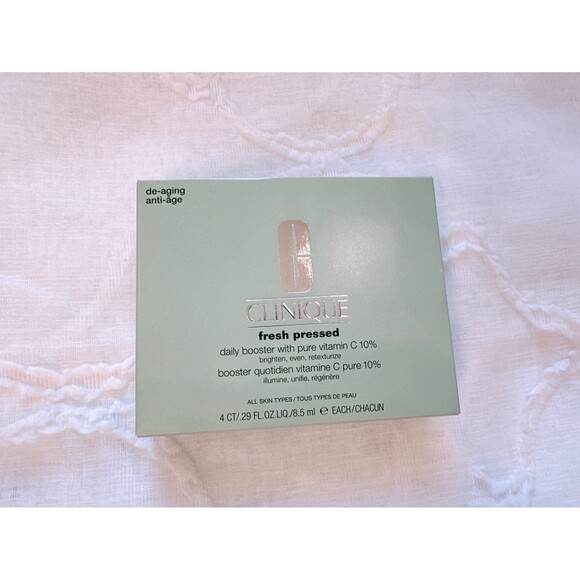 de-aging
anti-âge
CLINIQUE
fresh pressed
daily booster with pure vitamin C 10%
brighten, even, retexturize
booster quotidien vitamine C pure 10%
illumine, unifie, régénère
ALL SKIN TYPES/TOUS TYPES DE PEAU
4 CT/.29 FL.OZ.LIQ./8.5 ml ℮ EACH/CHACUN